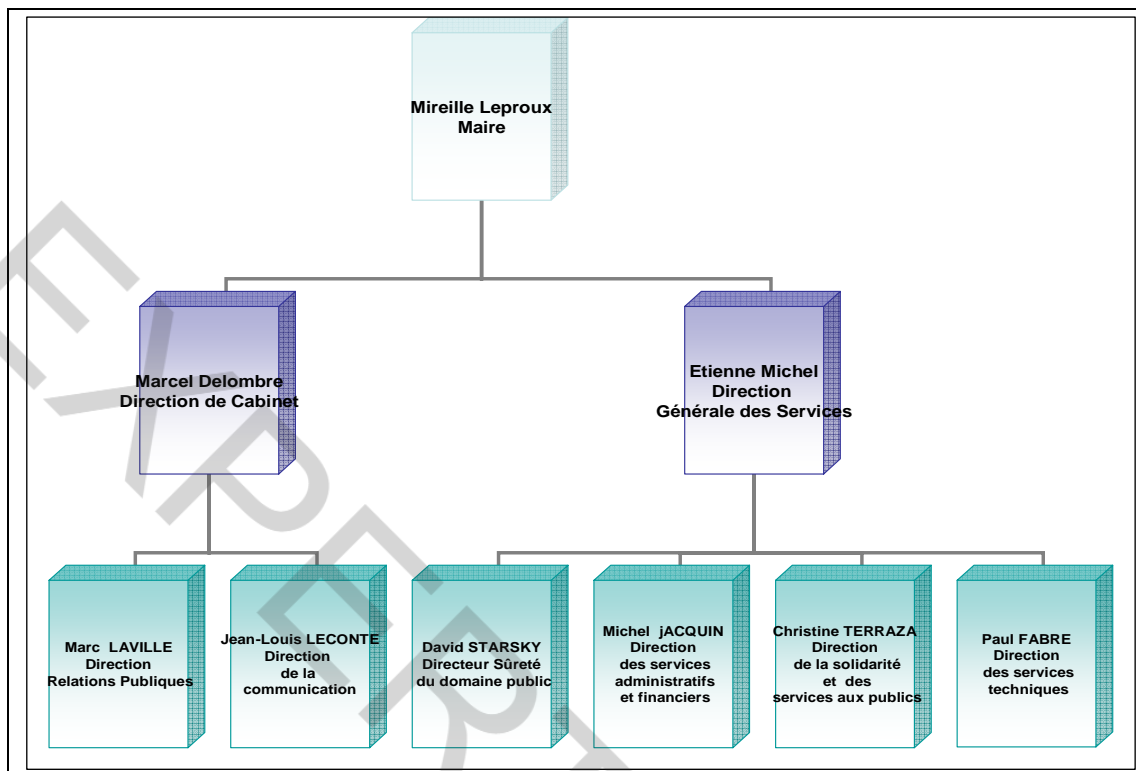 Mireille Leproux
Maire
Marcel Delombre
Direction de Cabinet
Etienne Michel
Direction
Générale des Services
Marc LAVILLE
Direction
Relations Publiques
Jean-Louis LECONTE
Direction
de la
communication
David STARSKY
Directeur Sûreté
du domaine public
Michel jACQUIN
Direction
des services
administratifs
et financiers
Christine TERRAZA
Direction
de la solidarité
et des
services aux publics
Paul FABRE
Direction
des services
techniques
EXPERT